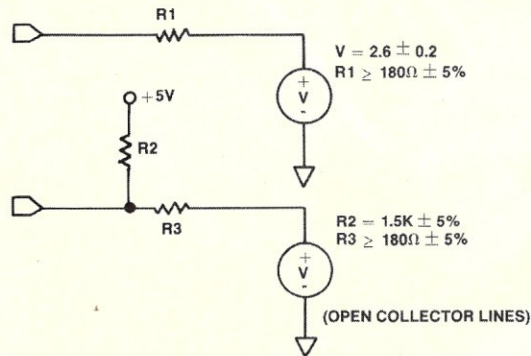 R1
V = 2.6 ± 0.2
R1 ≥ 180Ω ± 5%
+
V
-
+5V
R2
R3
R2 = 1.5K ± 5%
R3 ≥ 180Ω ± 5%
+
V
-
(OPEN COLLECTOR LINES)